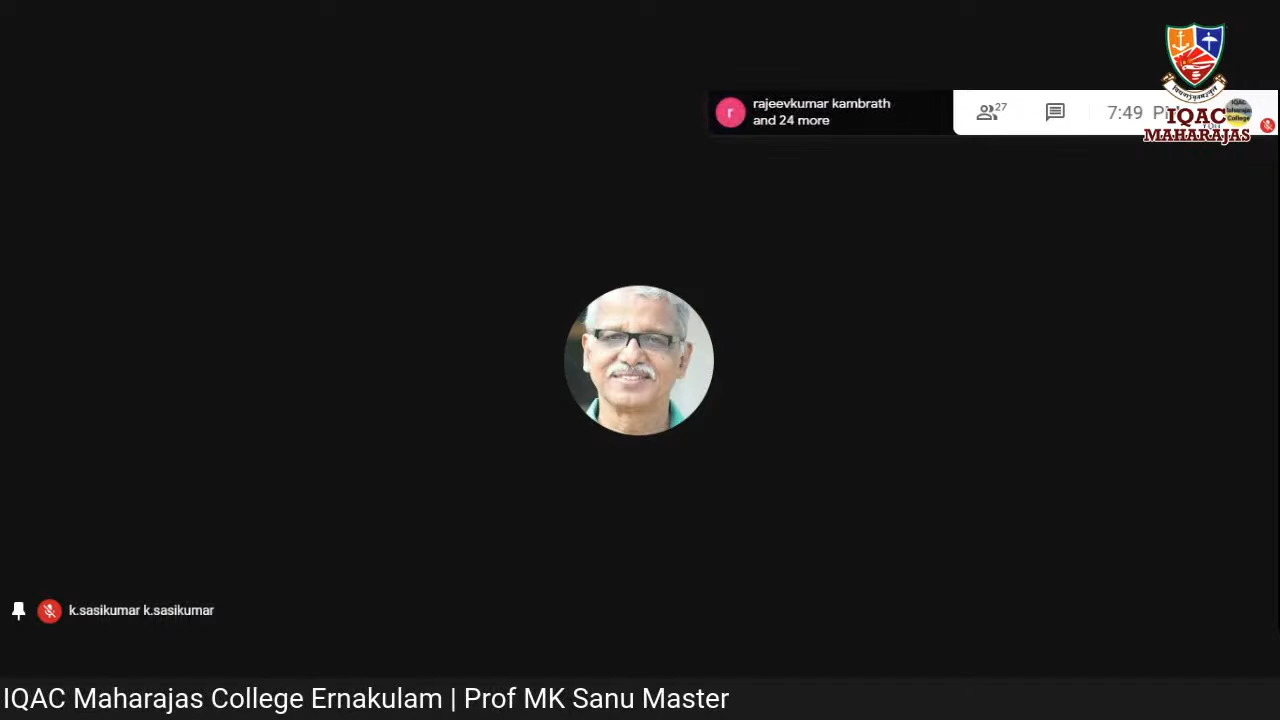 rajeevkumar kambrath
and 24 more
27
7:49
IQAC
MAHARAJAS
k.sasikumar k.sasikumar
IQAC Maharajas College Ernakulam | Prof MK Sanu Master